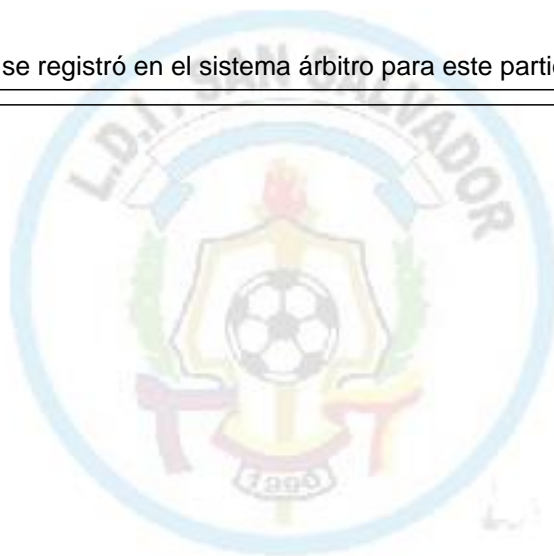 se registró en el sistema árbitro para este parti
L.D.I. SAN SALVADOR
1990